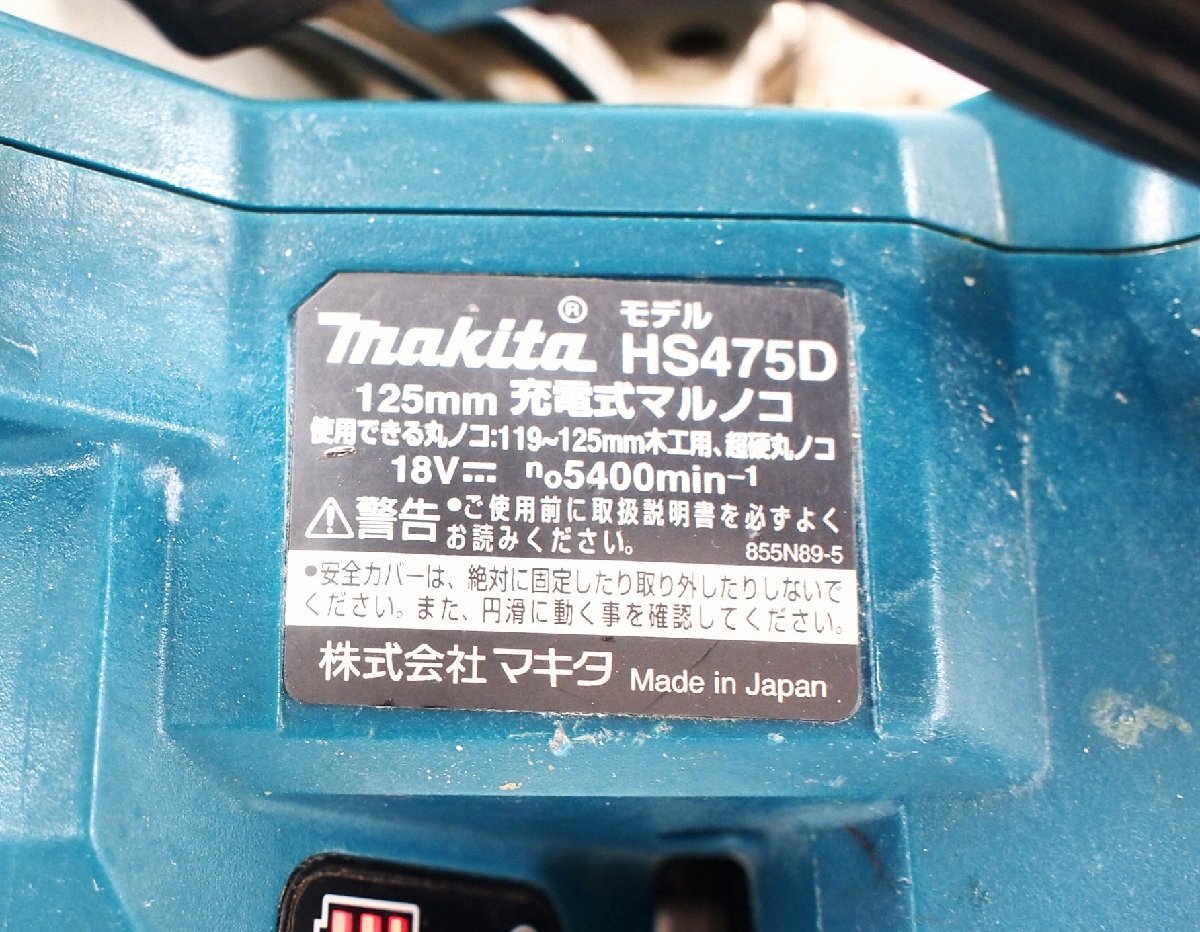 makita® モデル HS475D
125mm 充電式マルノコ
使用できる丸ノコ:119~125mm木工用、超硬丸ノコ
18V⎓ no5400min-1
⚠警告 •ご使用前に取扱説明書を必ずよく
お読みください。 855N89-5
•安全カバーは、絶対に固定したり取り外したりしないで
ください。また、円滑に動く事を確認してください。
株式会社マキタ Made in Japan